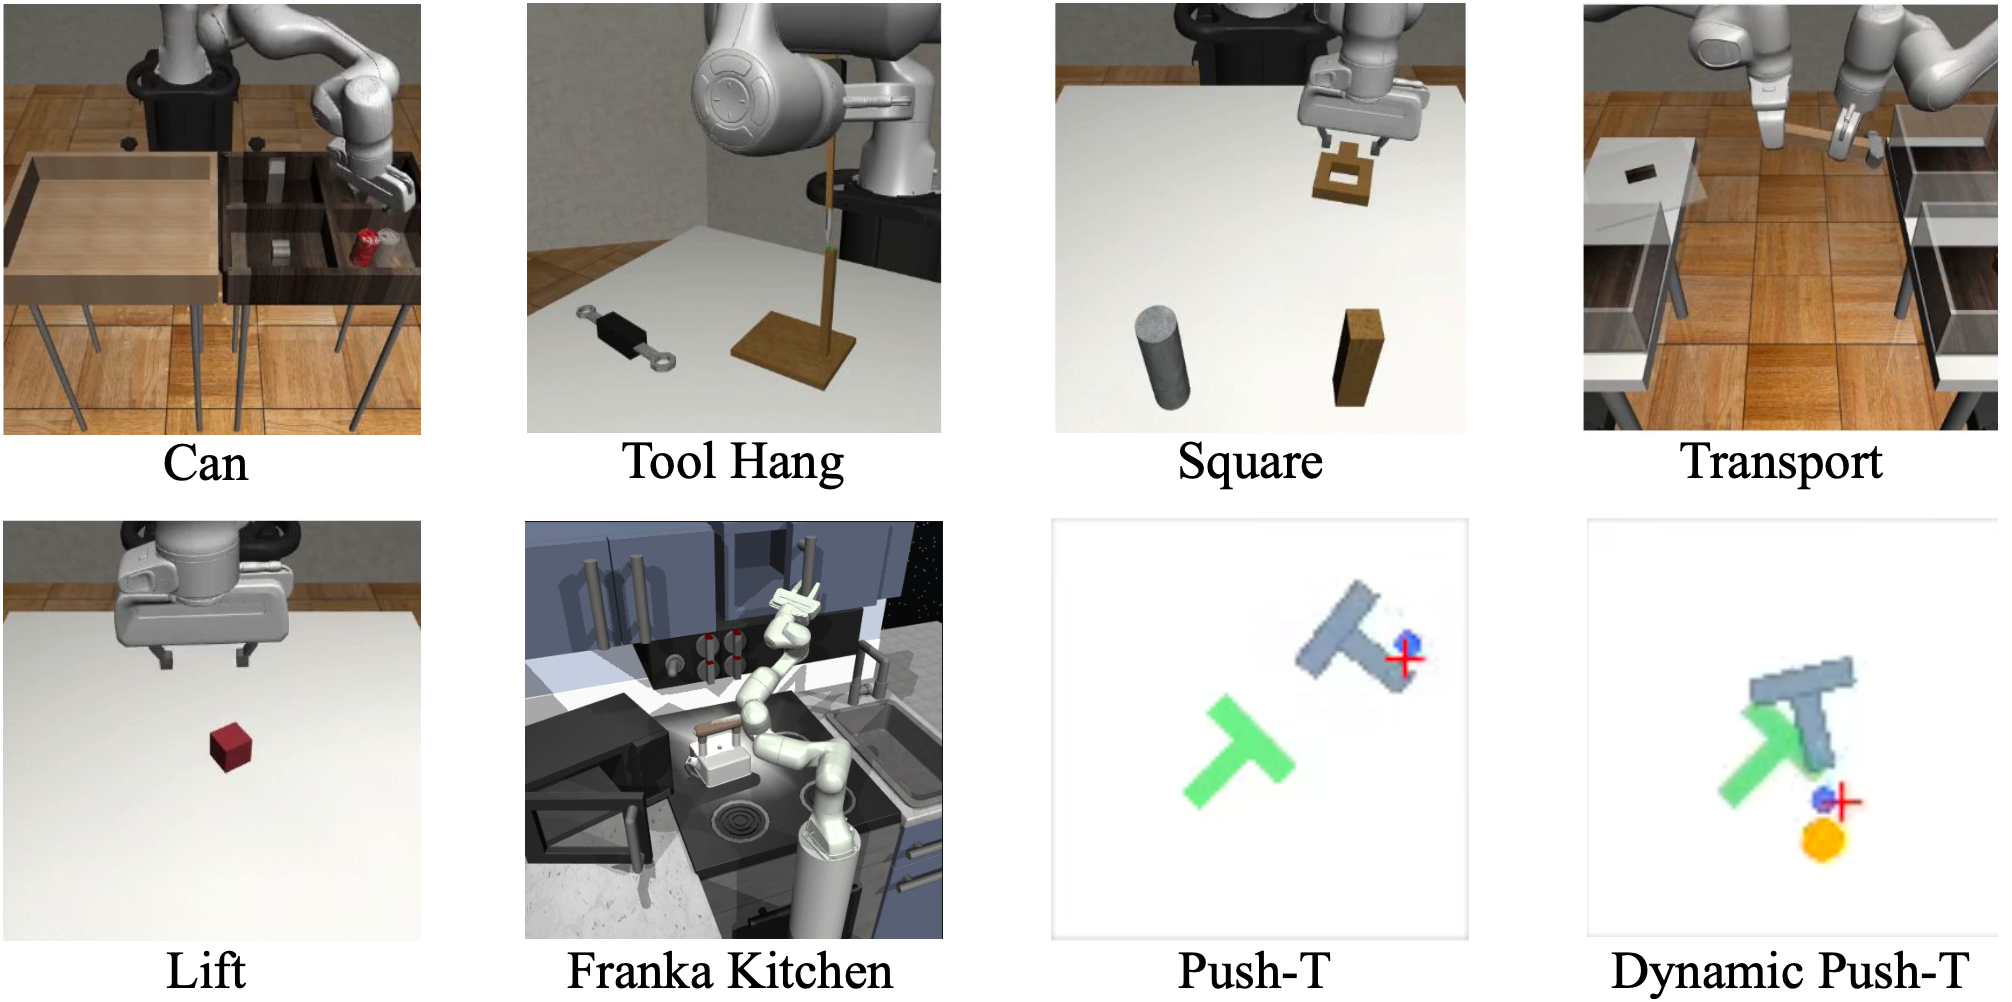 Can
Tool Hang
Square
Transport
Lift
Franka Kitchen
Push-T
Dynamic Push-T